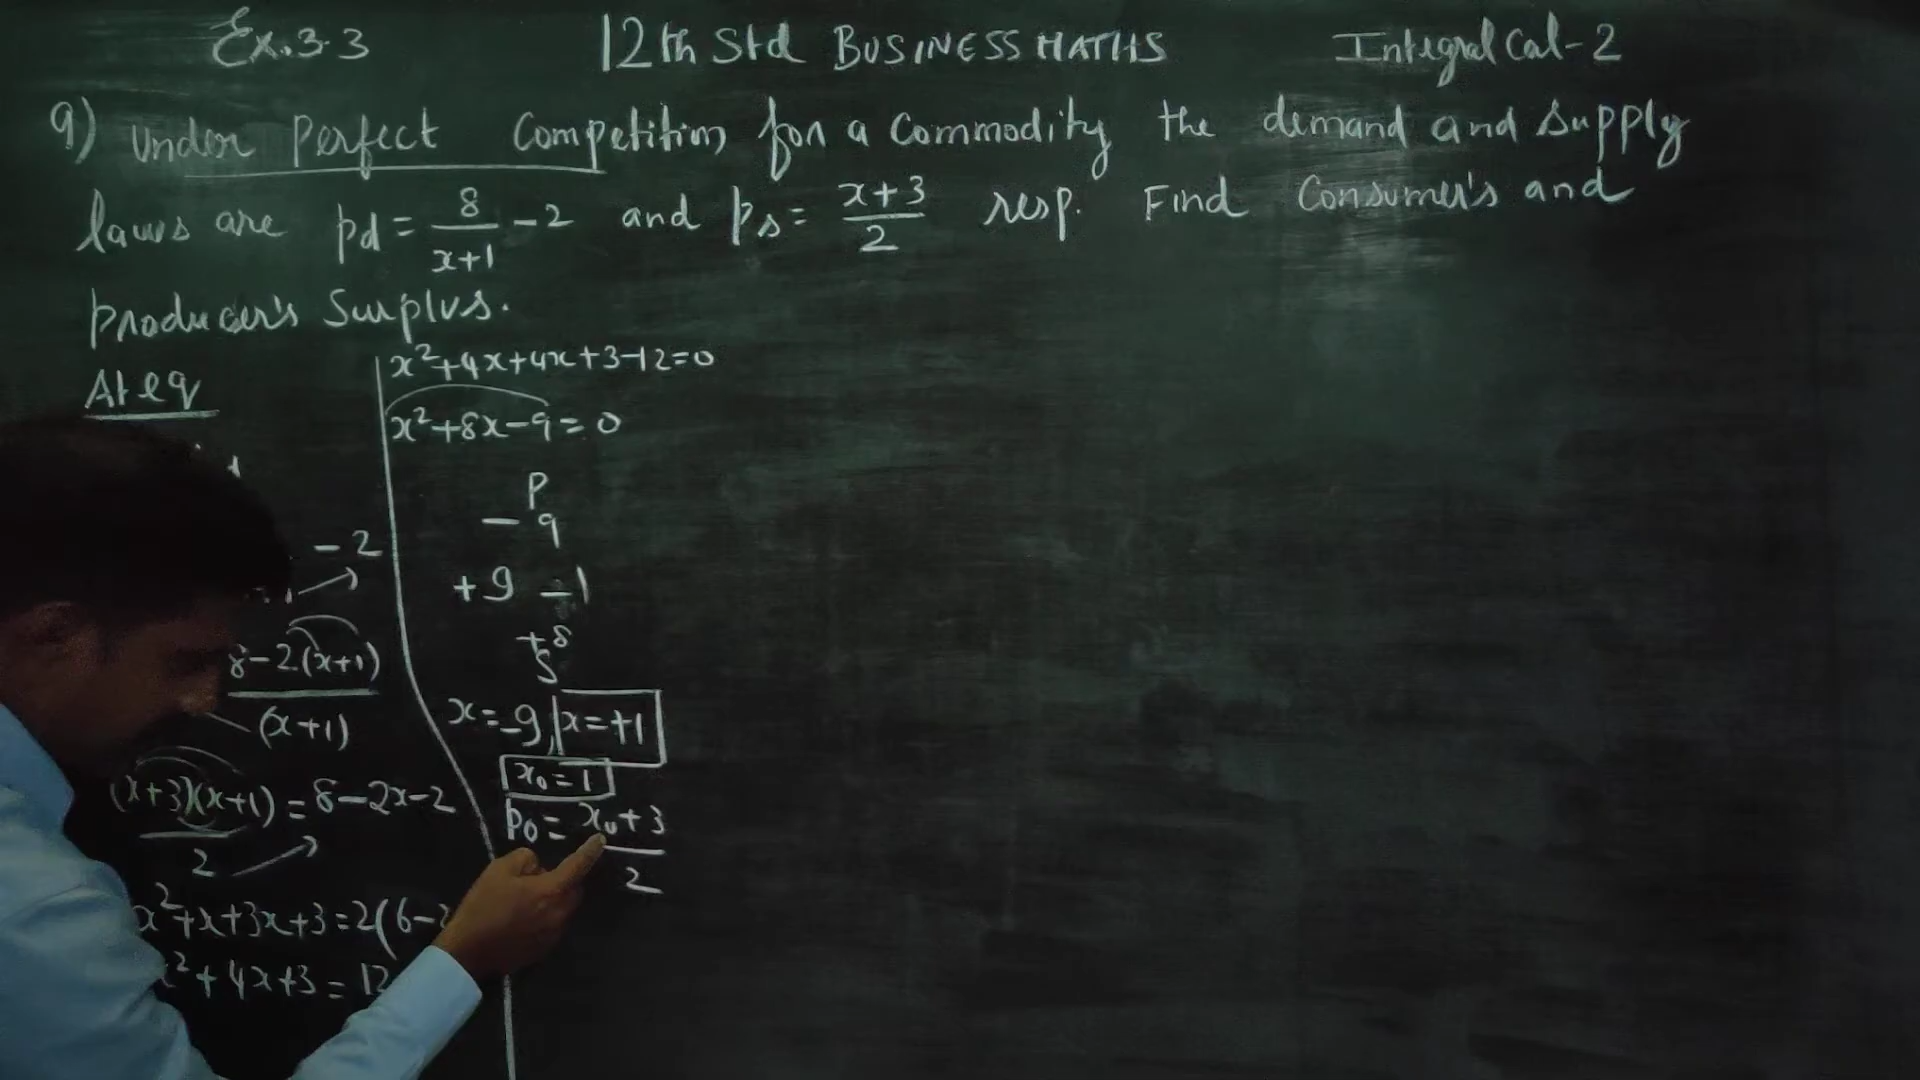 Ex.3.3 12th Std BUSINESS MATHS Integral Cal-2
9) Under Perfect Competition for a Commodity the demand and supply
laws are pd = 8/(x+1) - 2 and ps = (x+3)/2 resp. Find Consumer's and
Producer's Surplus.
At eq
- 2
8-2(x+1)
(x+1)
(x+3)(x+1) = 8-2x-2
2
x²+x+3x+3=2(6-
x²+4x+3=12
x²+4x+4x+3-12=0
x²+8x-9=0
P
-9
+9 -1
+8
S
x=-9, x=+1
x₀=1
p₀= (x₀+3)/2